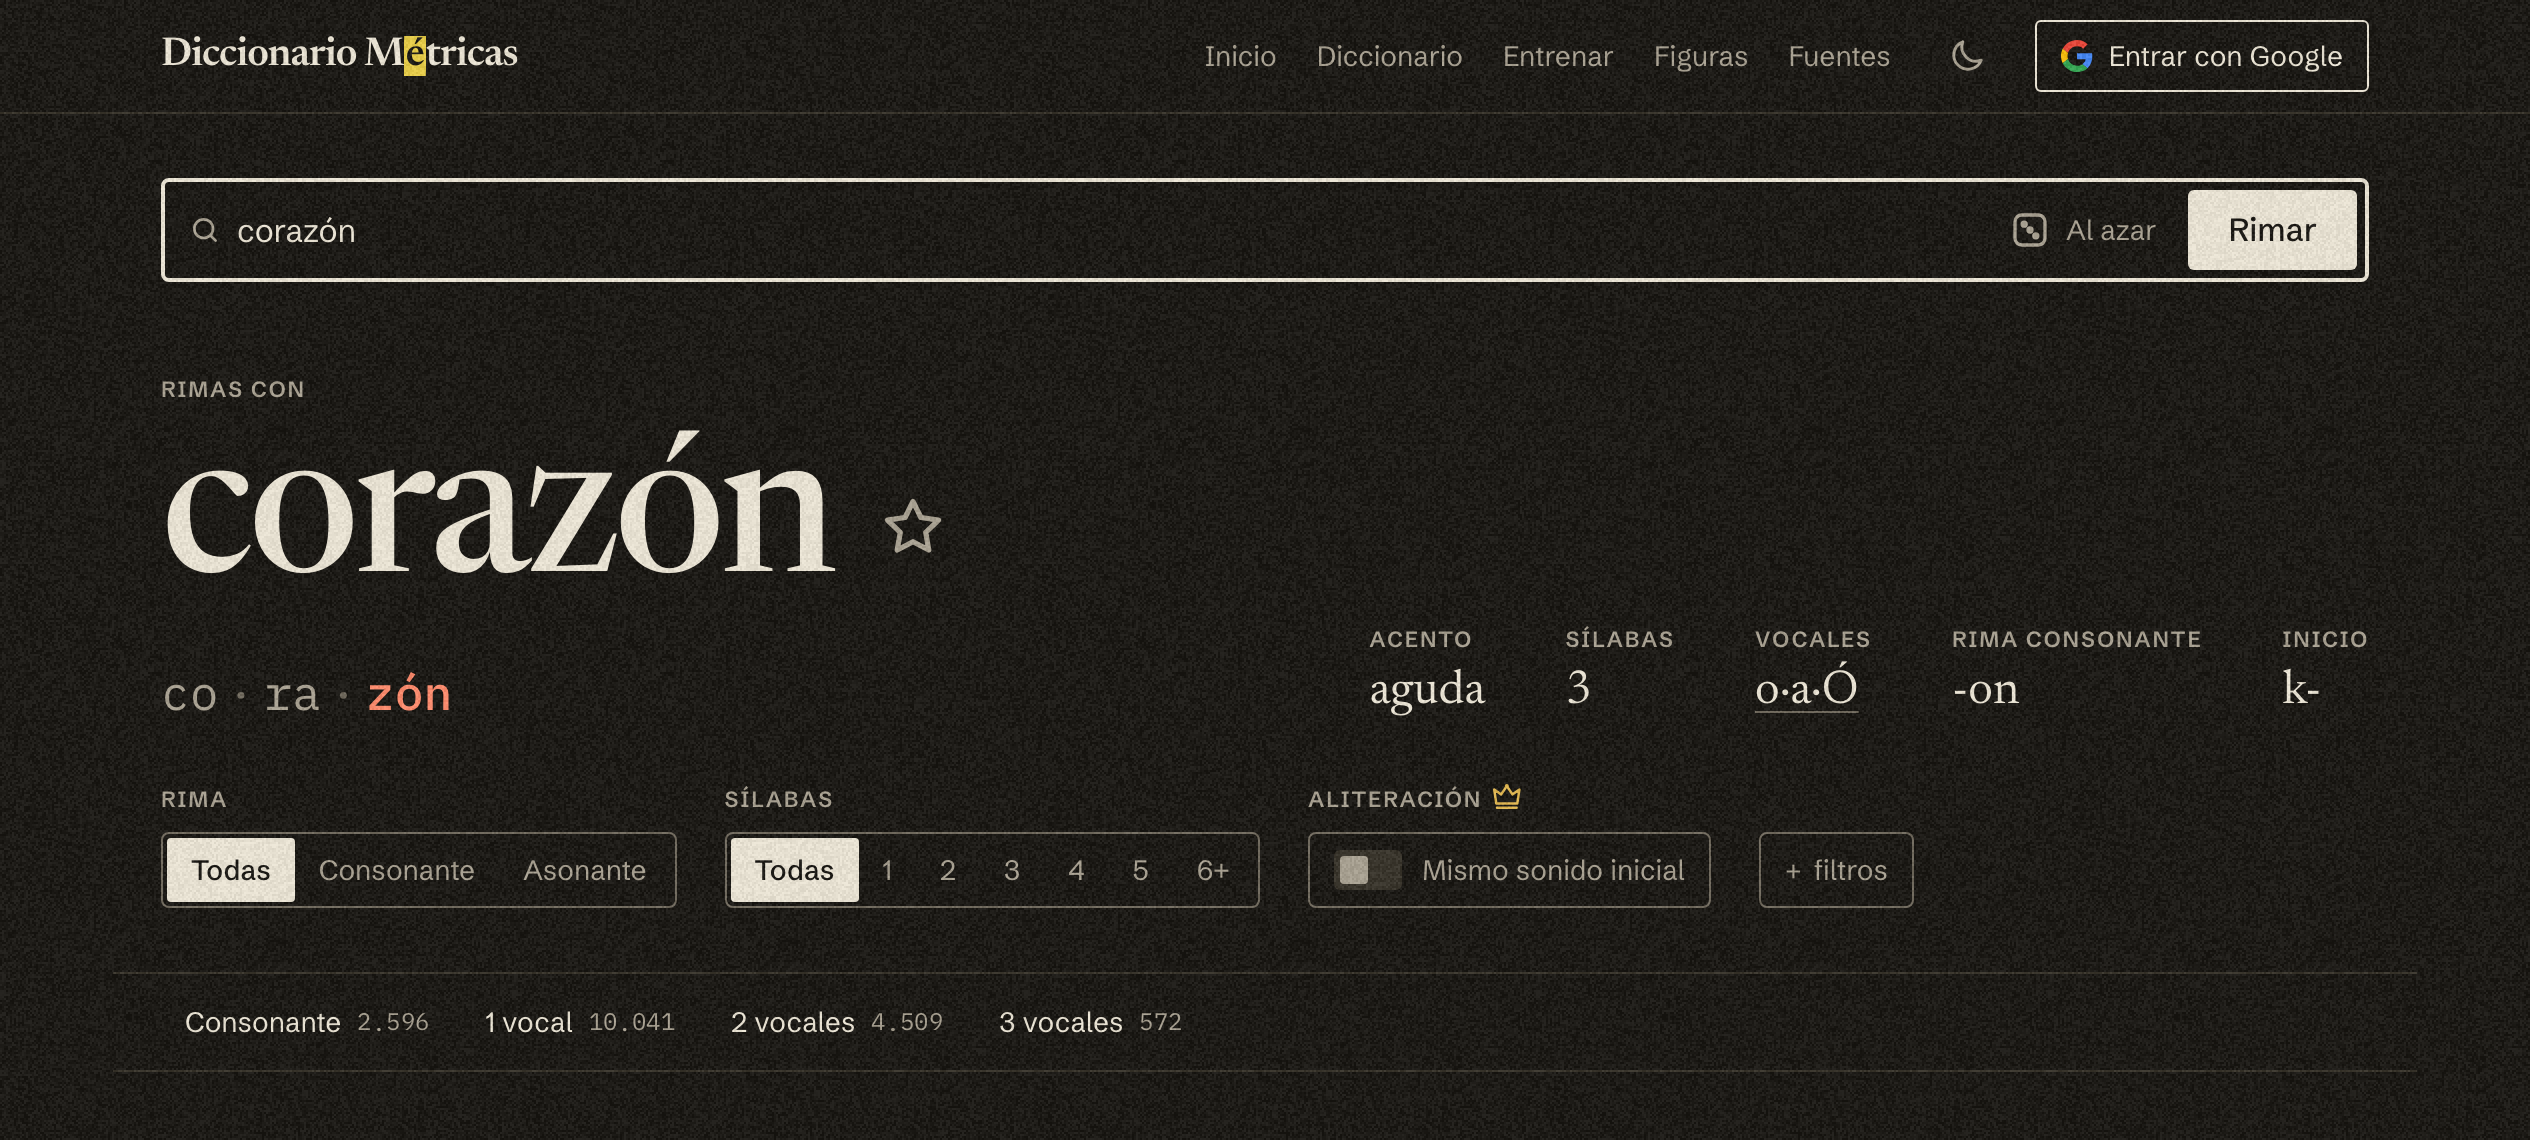 Diccionario Métricas
Inicio Diccionario Entrenar Figuras Fuentes Entrar con Google
corazón Al azar Rimar
RIMAS CON
corazón
co · ra · zón
ACENTO SÍLABAS VOCALES RIMA CONSONANTE INICIO
aguda 3 o·a·Ó -on k-
RIMA SÍLABAS ALITERACIÓN
Todas Consonante Asonante Todas 1 2 3 4 5 6+ Mismo sonido inicial + filtros
Consonante 2.596 1 vocal 10.041 2 vocales 4.509 3 vocales 572